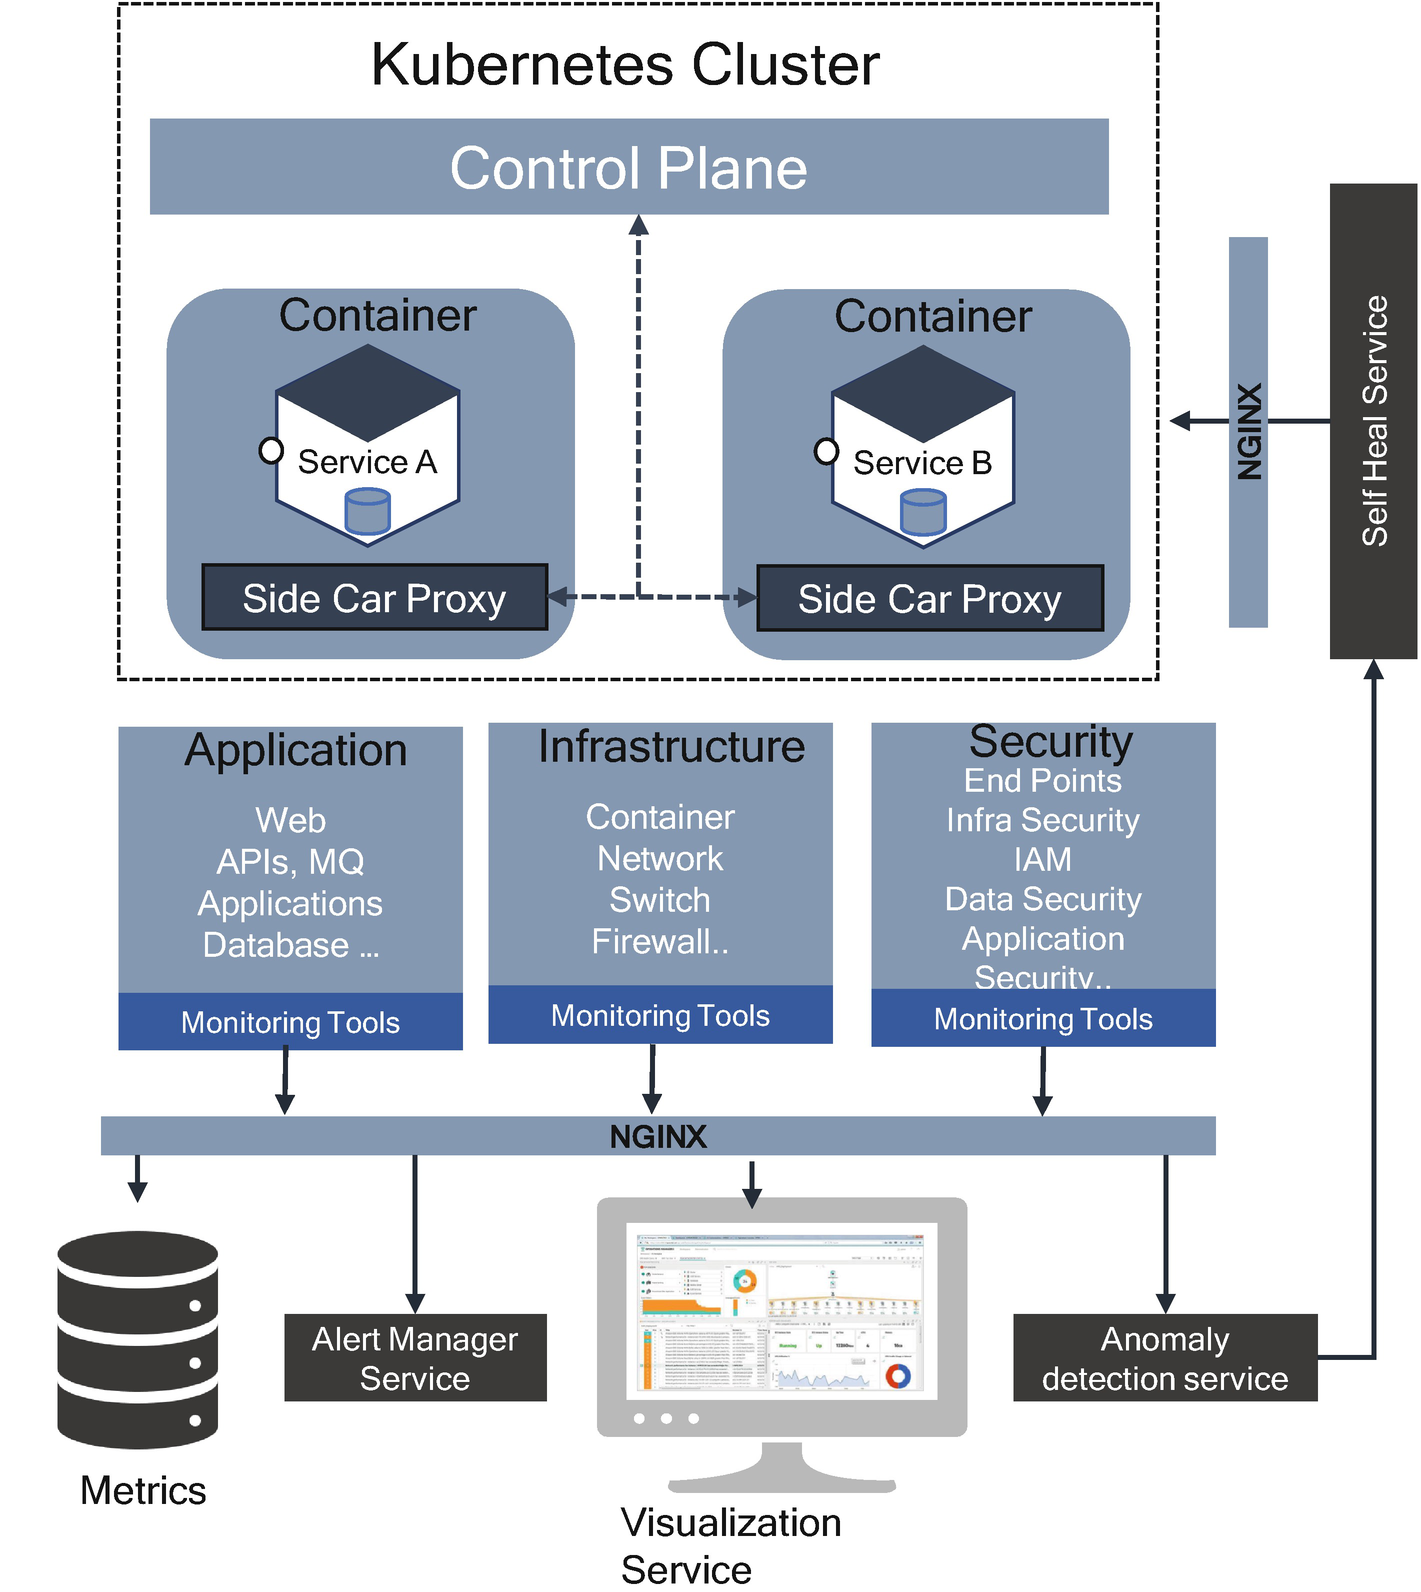 Kubernetes Cluster
Control Plane
Container
Service A
Side Car Proxy
Container
Service B
Side Car Proxy
NGINX
Self Heal Service
Application
Web
APIs, MQ
Applications
Database ...
Monitoring Tools
Infrastructure
Container
Network
Switch
Firewall..
Monitoring Tools
Security
End Points
Infra Security
IAM
Data Security
Application
Security..
Monitoring Tools
NGINX
Metrics
Alert Manager
Service
Visualization
Service
Anomaly
detection service